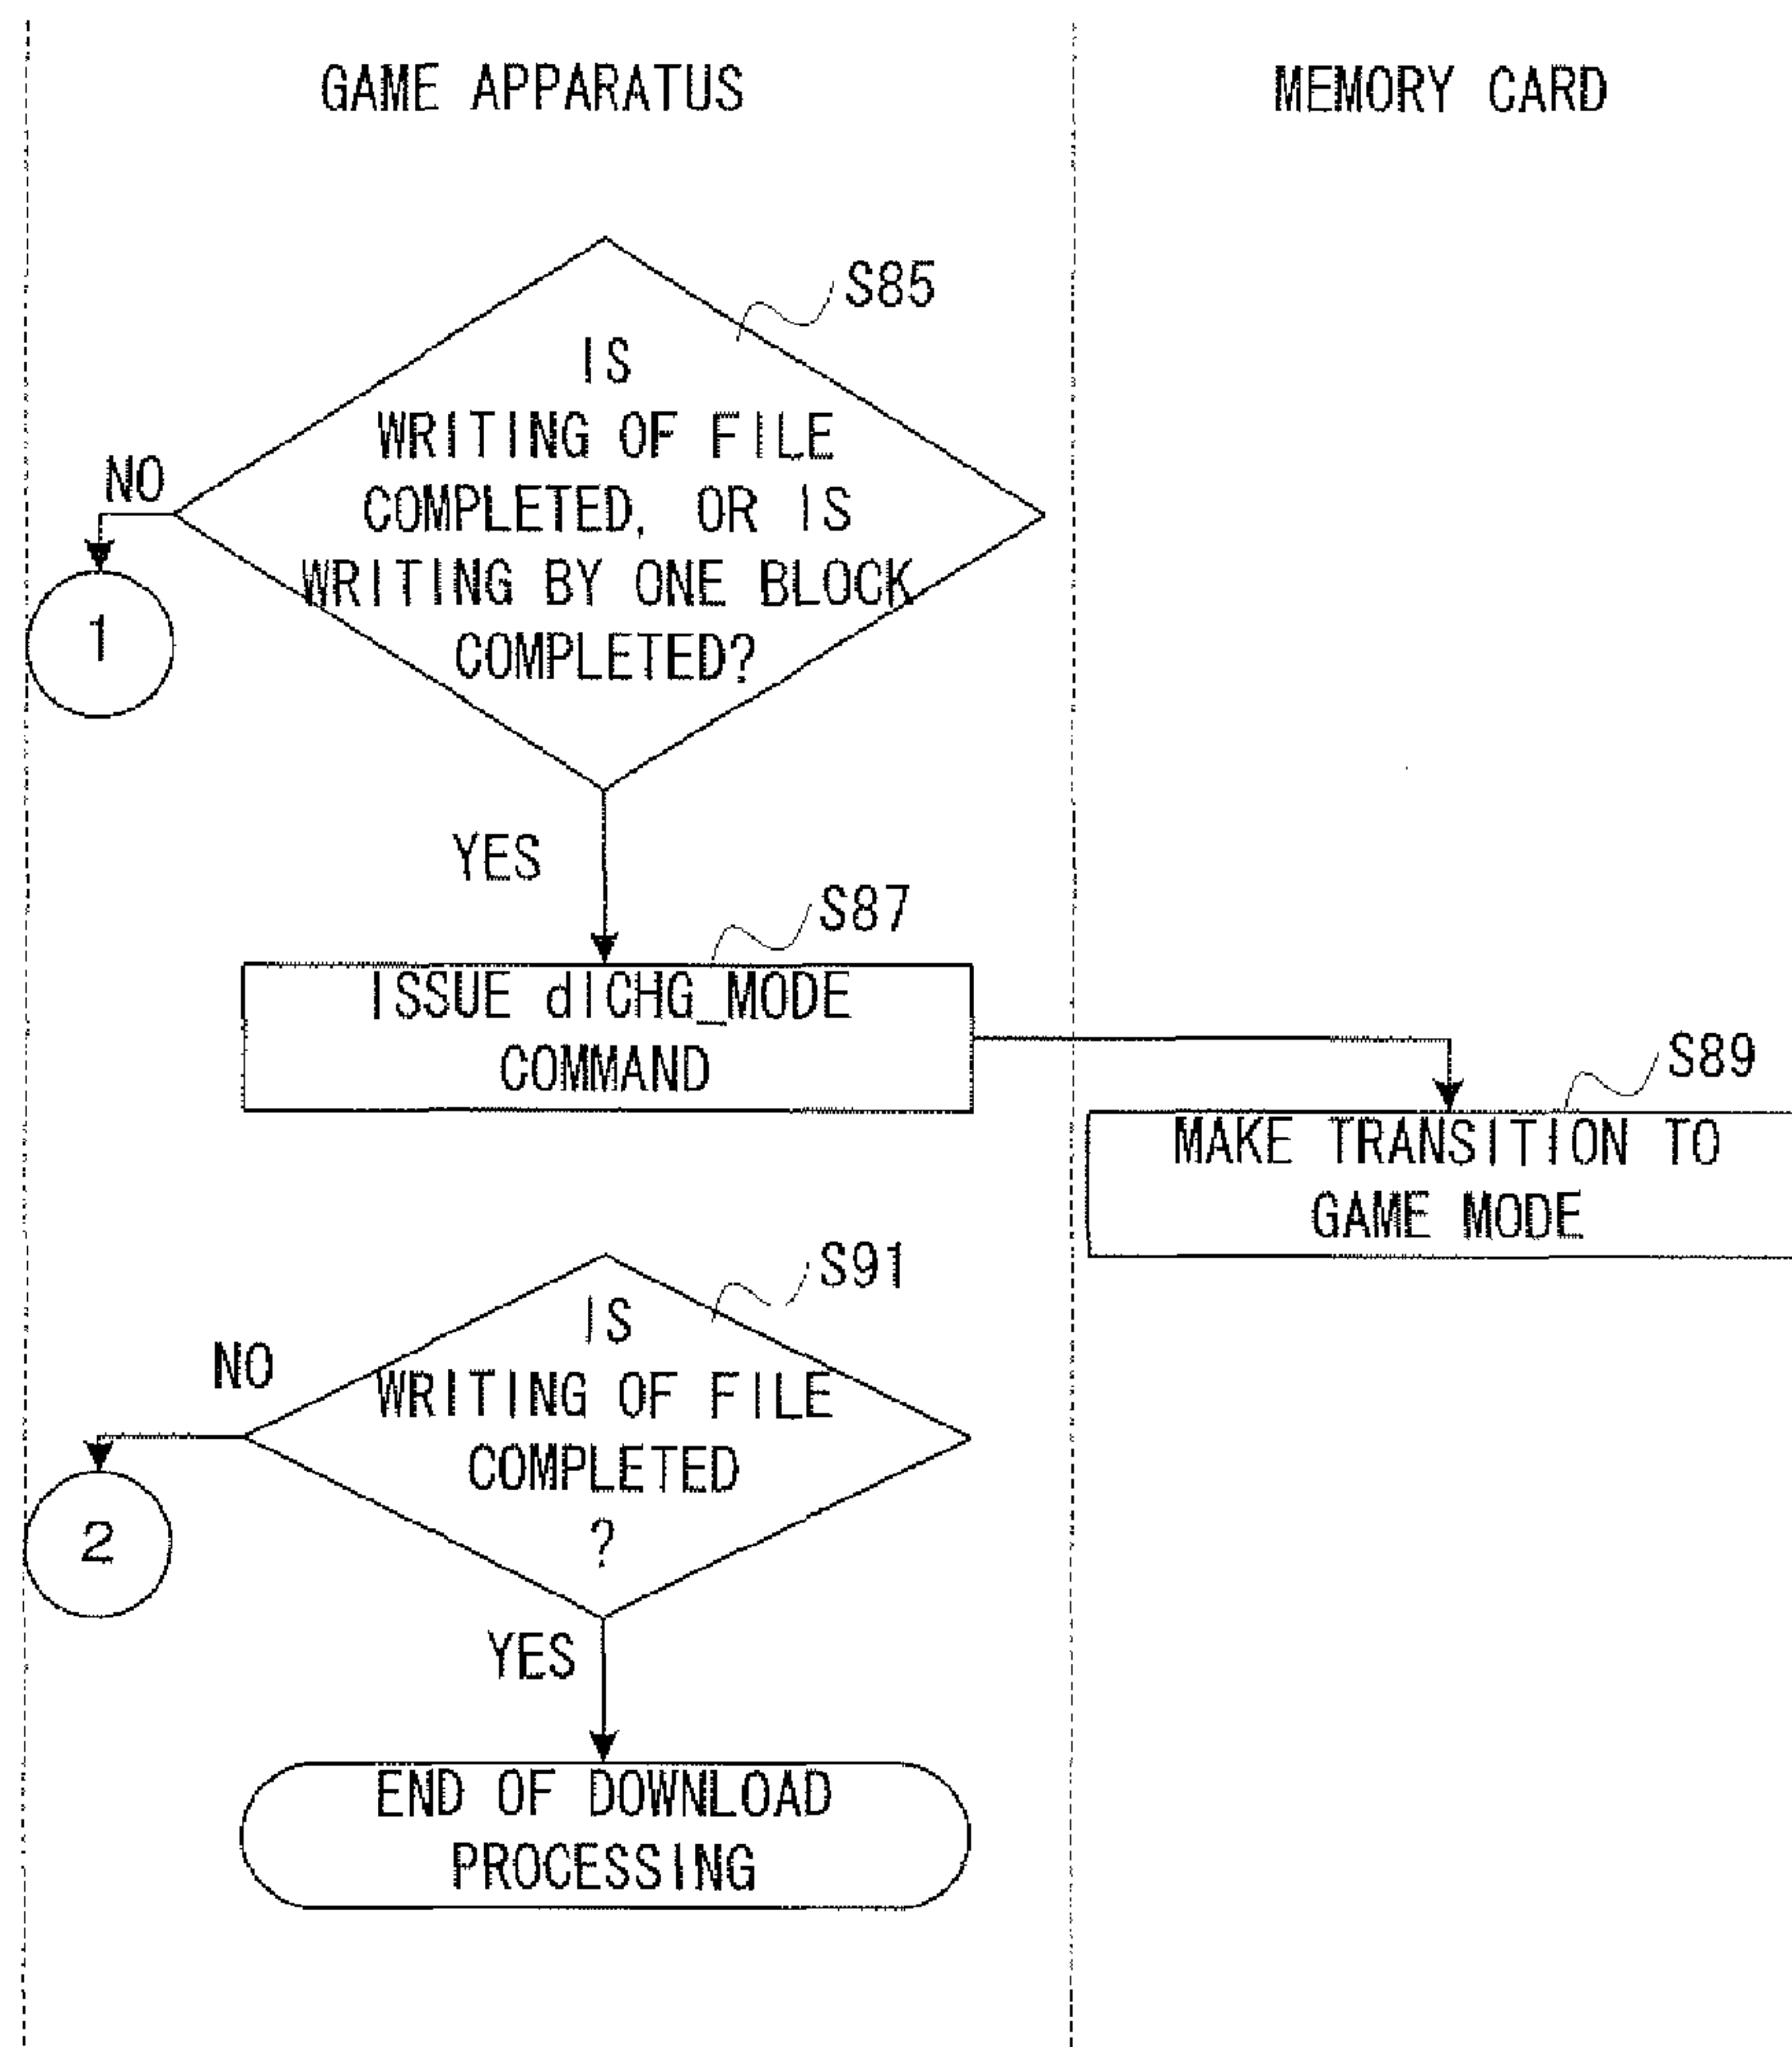 GAME APPARATUS
MEMORY CARD
S85
IS
WRITING OF FILE
COMPLETED, OR IS
WRITING BY ONE BLOCK
COMPLETED?
NO
1
YES
S87
ISSUE dICHG_MODE
COMMAND
S89
MAKE TRANSITION TO
GAME MODE
S91
IS
WRITING OF FILE
COMPLETED
?
NO
2
YES
END OF DOWNLOAD
PROCESSING